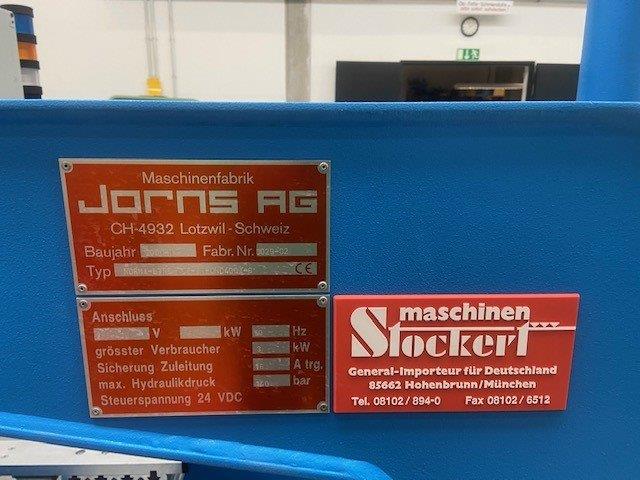 Maschinenfabrik
Jorns AG
CH-4932 Lotzwil-Schweiz
Baujahr Fabr. Nr.
Typ CE
Anschluss
V kW 50 Hz
grösster Verbraucher kW
Sicherung Zuleitung 16 A trg.
max. Hydraulikdruck bar
Steuerspannung 24 VDC
maschinen
Stockert
General-Importeur für Deutschland
85662 Hohenbrunn/München
Tel. 08102/894-0 Fax 08102/6512